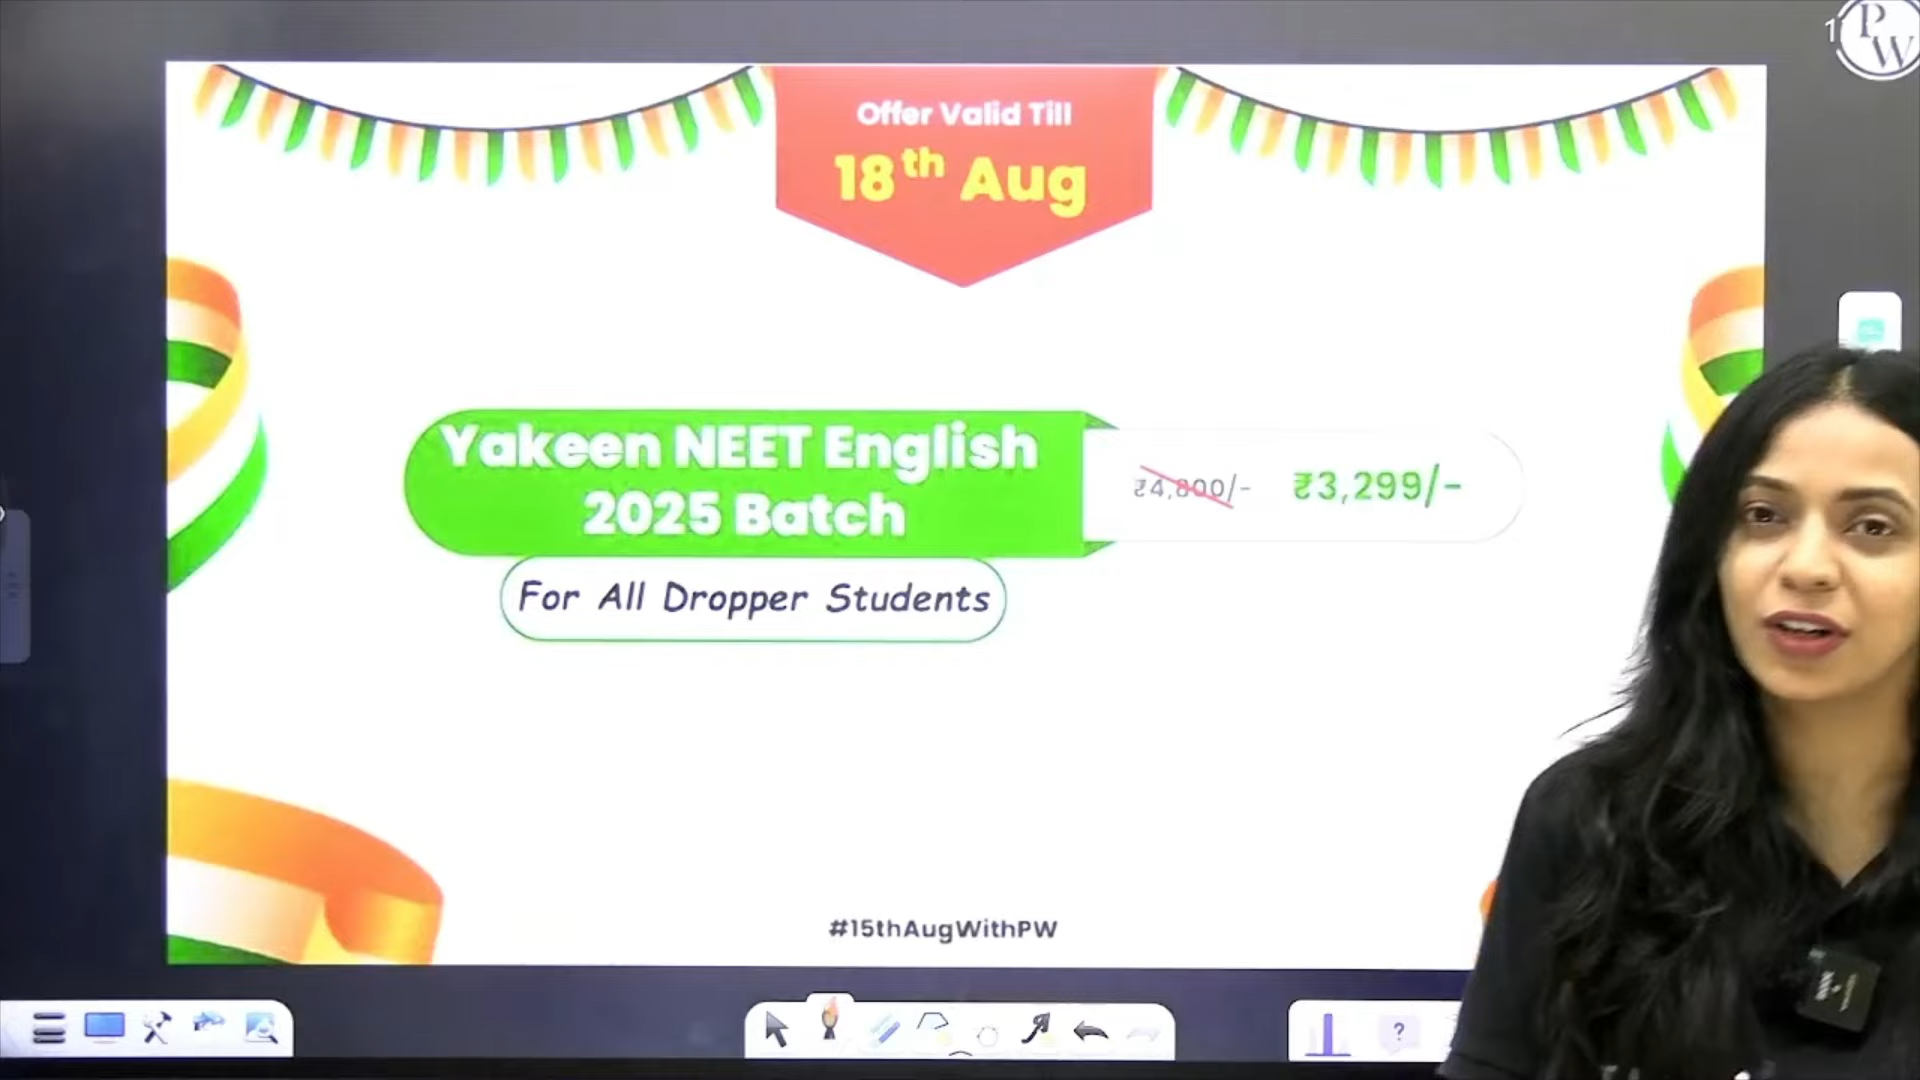 PW
Offer Valid Till
18th Aug
Yakeen NEET English
2025 Batch
₹4,800/- ₹3,299/-
For All Dropper Students
#15thAugWithPW
?